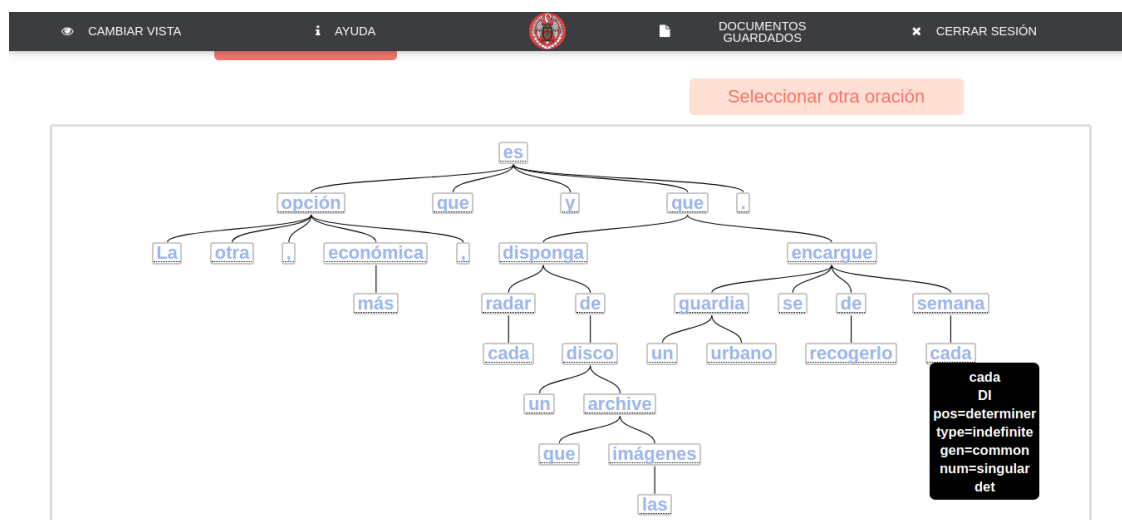 CAMBIAR VISTA
AYUDA
DOCUMENTOS
GUARDADOS
CERRAR SESIÓN
Seleccionar otra oración
es
opción que y que .
La otra , económica , disponga encargue
más radar de guardia se de semana
cada disco un urbano recogerlo cada
un archive
que imágenes
las
cada
DI
pos=determiner
type=indefinite
gen=common
num=singular
det